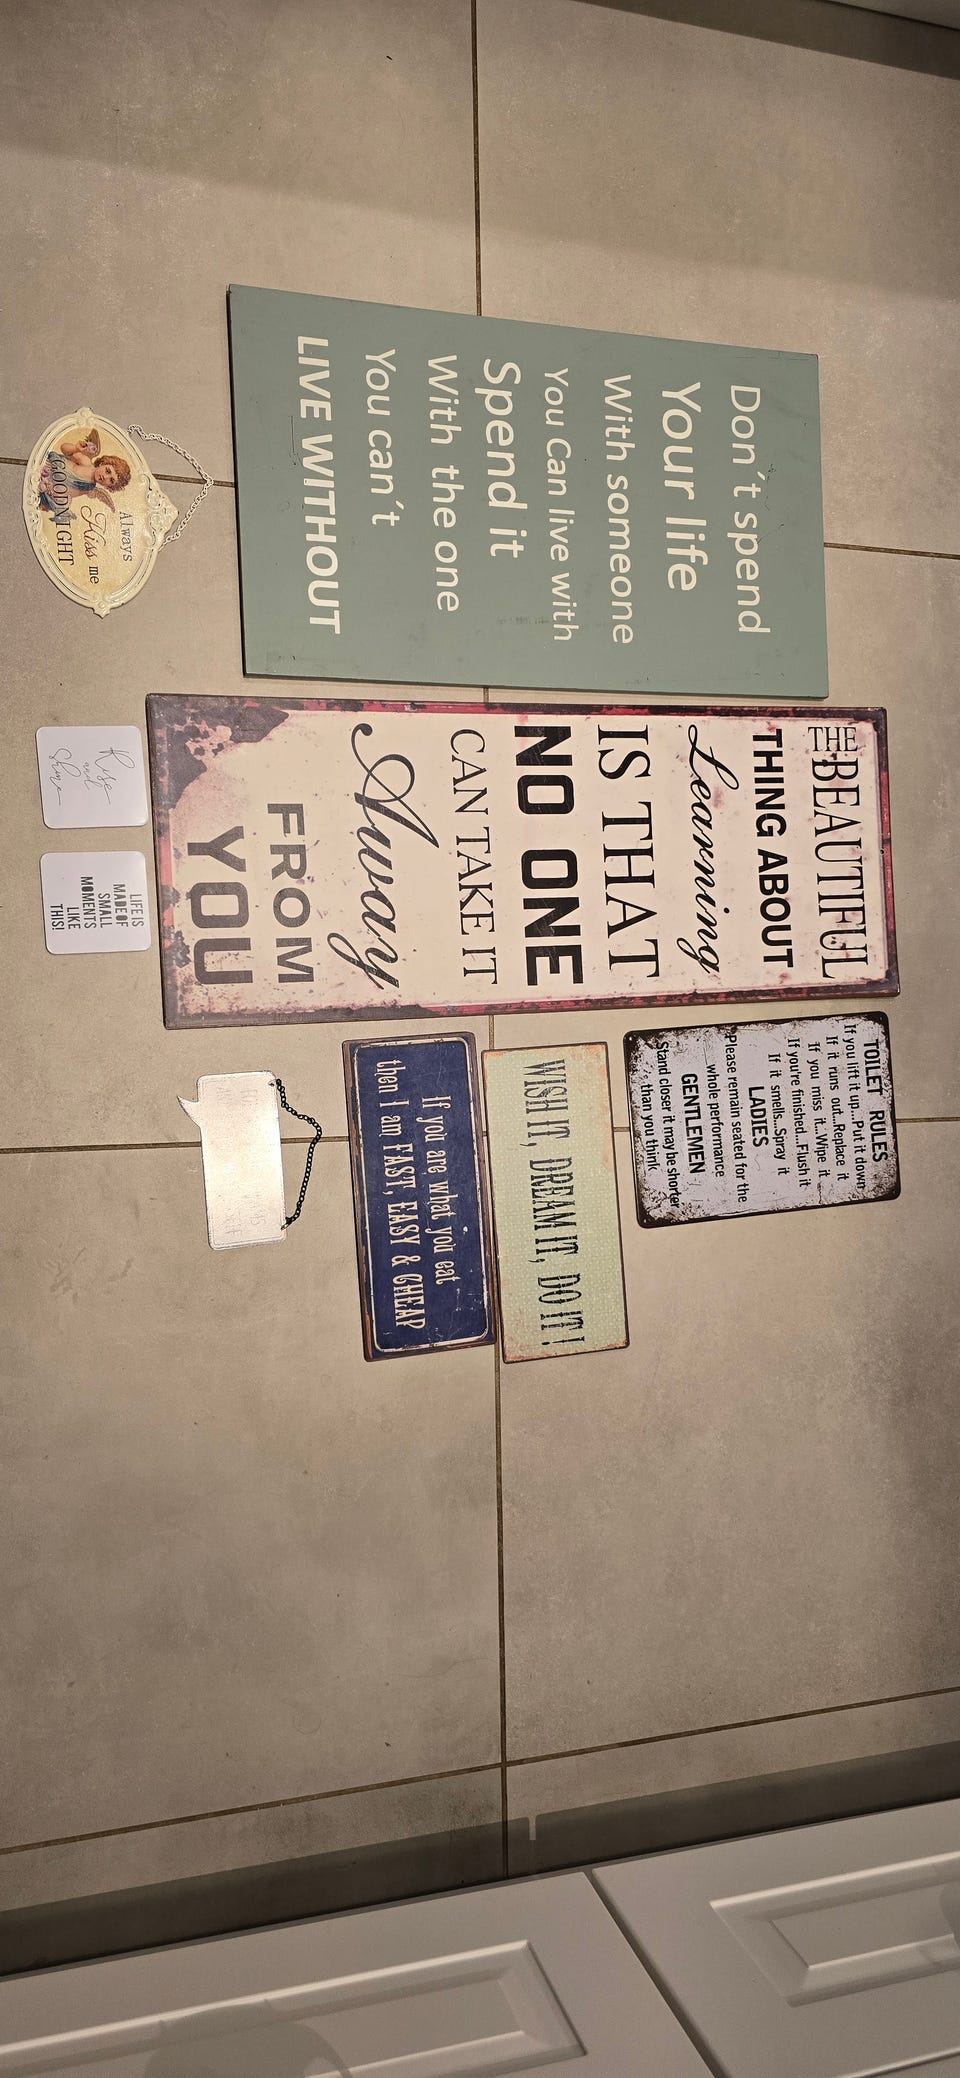 Don't spend
Your life
With someone
You Can live with
Spend it
With the one
You can't
LIVE WITHOUT
THE BEAUTIFUL
THING ABOUT
Learning
IS THAT
NO ONE
CAN TAKE IT
Away
FROM
YOU
TOILET RULES
If you lift it up...Put it down
If it runs out...Replace it
If you miss it...Wipe it
If you're finished...Flush it
If it smells...Spray it
LADIES
Please remain seated for the
whole performance
GENTLEMEN
Stand closer it may be shorter
than you think
WISH IT, DREAM IT, DO IT!
If you are what you eat
then I am FAST, EASY & CHEAP
Always
Kiss me
GOODNIGHT
Rise
and
Shine
LIFE IS
MADE OF
SMALL
MOMENTS
LIKE
THIS!